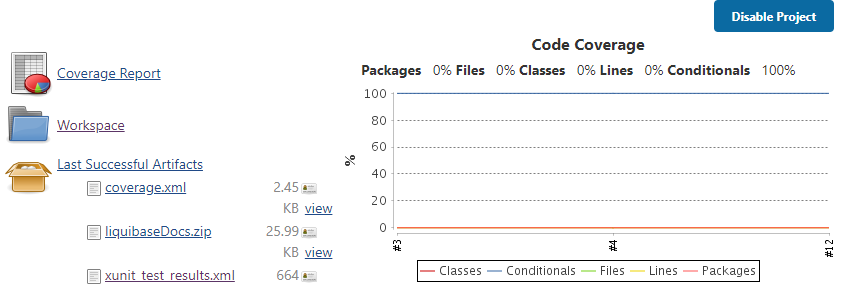 Disable Project
Coverage Report
Workspace
Last Successful Artifacts
coverage.xml 2.45
KB view
liquibaseDocs.zip 25.99
KB view
xunit_test_results.xml 664
Code Coverage
Packages 0% Files 0% Classes 0% Lines 0% Conditionals 100%
100
80
60
40
20
0
%
#3 #4 #12
Classes Conditionals Files Lines Packages